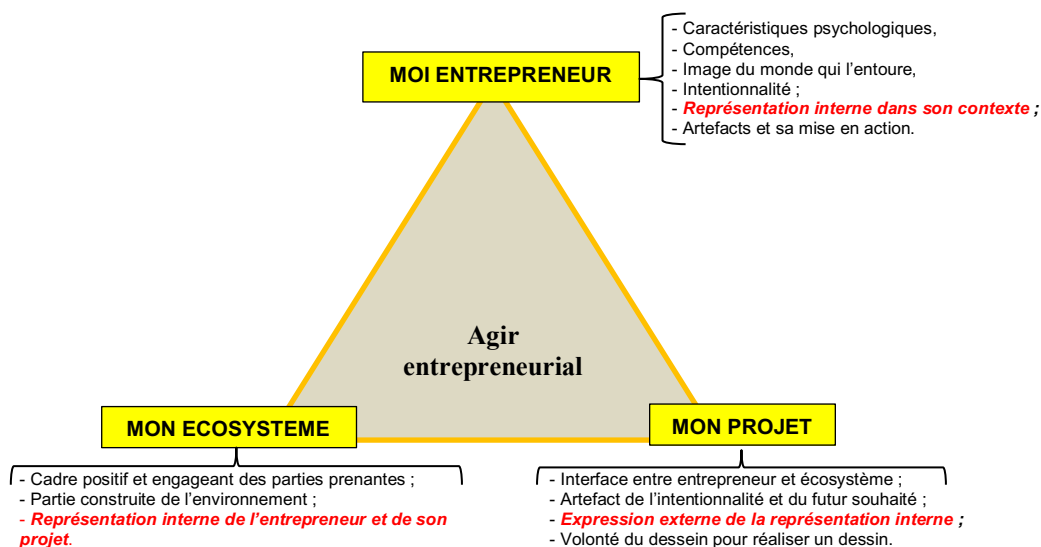 MOI ENTREPRENEUR
- Caractéristiques psychologiques,
- Compétences,
- Image du monde qui l'entoure,
- Intentionnalité ;
- Représentation interne dans son contexte ;
- Artefacts et sa mise en action.
Agir
entrepreneurial
MON ECOSYSTEME
- Cadre positif et engageant des parties prenantes ;
- Partie construite de l'environnement ;
- Représentation interne de l'entrepreneur et de son
projet.
MON PROJET
- Interface entre entrepreneur et écosystème ;
- Artefact de l'intentionnalité et du futur souhaité ;
- Expression externe de la représentation interne ;
- Volonté du dessein pour réaliser un dessin.